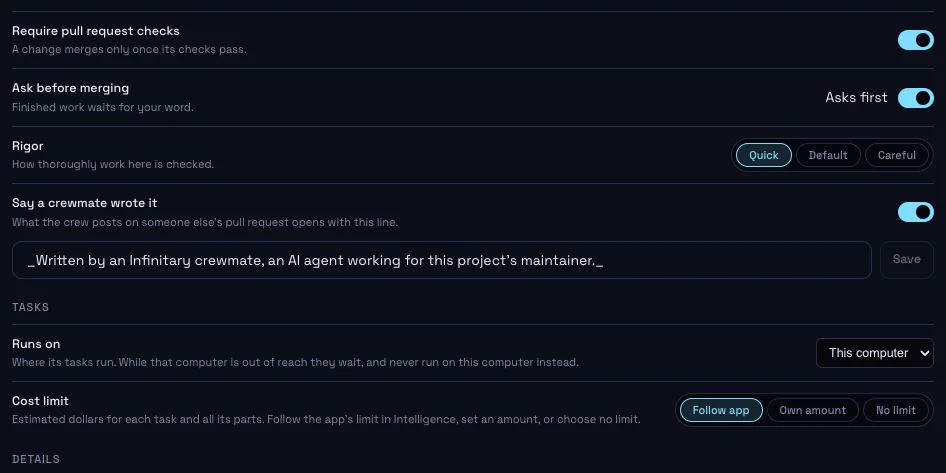 Require pull request checks
A change merges only once its checks pass.
Ask before merging
Finished work waits for your word.
Asks first
Rigor
How thoroughly work here is checked.
Quick Default Careful
Say a crewmate wrote it
What the crew posts on someone else's pull request opens with this line.
_Written by an Infinitary crewmate, an AI agent working for this project's maintainer._
Save
TASKS
Runs on
Where its tasks run. While that computer is out of reach they wait, and never run on this computer instead.
This computer
Cost limit
Estimated dollars for each task and all its parts. Follow the app's limit in Intelligence, set an amount, or choose no limit.
Follow app Own amount No limit
DETAILS